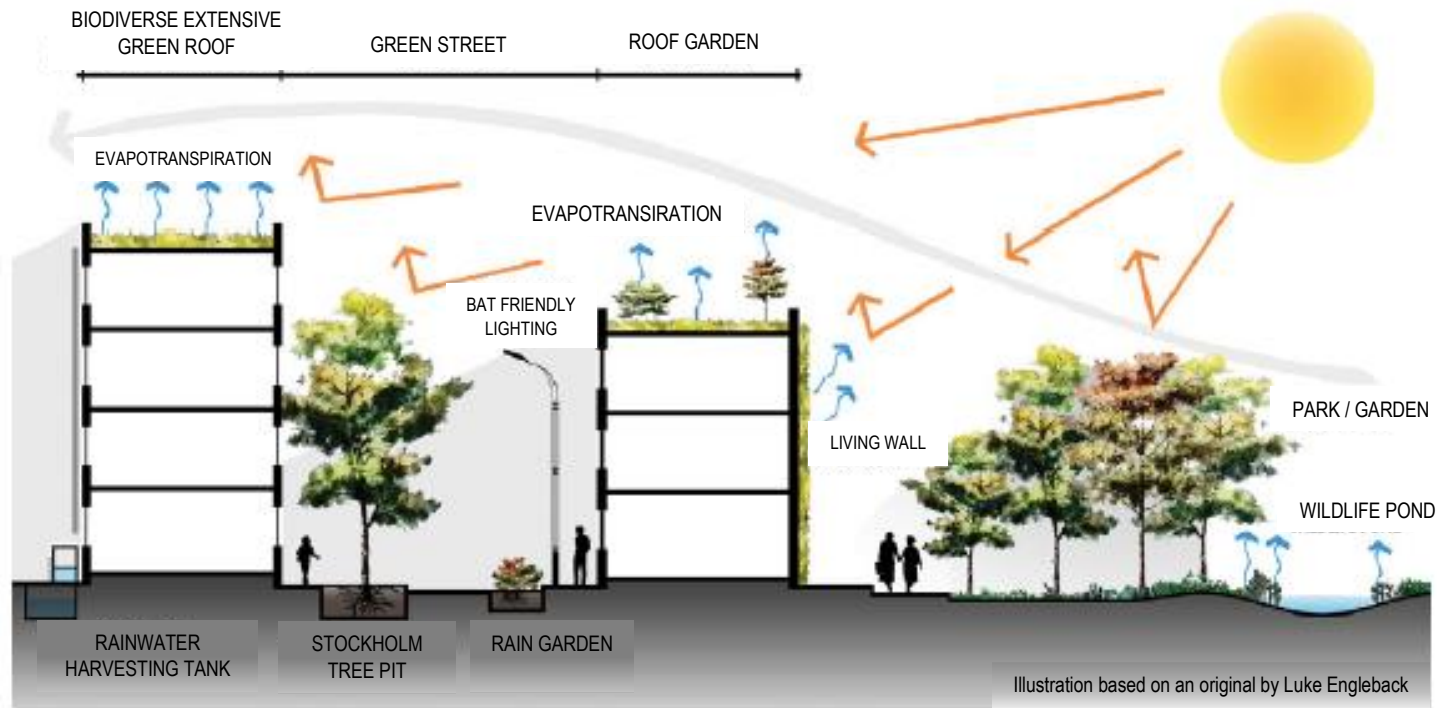 BIODIVERSE EXTENSIVE
GREEN ROOF
GREEN STREET
ROOF GARDEN
EVAPOTRANSPIRATION
EVAPOTRANSIRATION
BAT FRIENDLY
LIGHTING
PARK / GARDEN
LIVING WALL
WILDLIFE POND
RAINWATER
HARVESTING TANK
STOCKHOLM
TREE PIT
RAIN GARDEN
Illustration based on an original by Luke Engleback